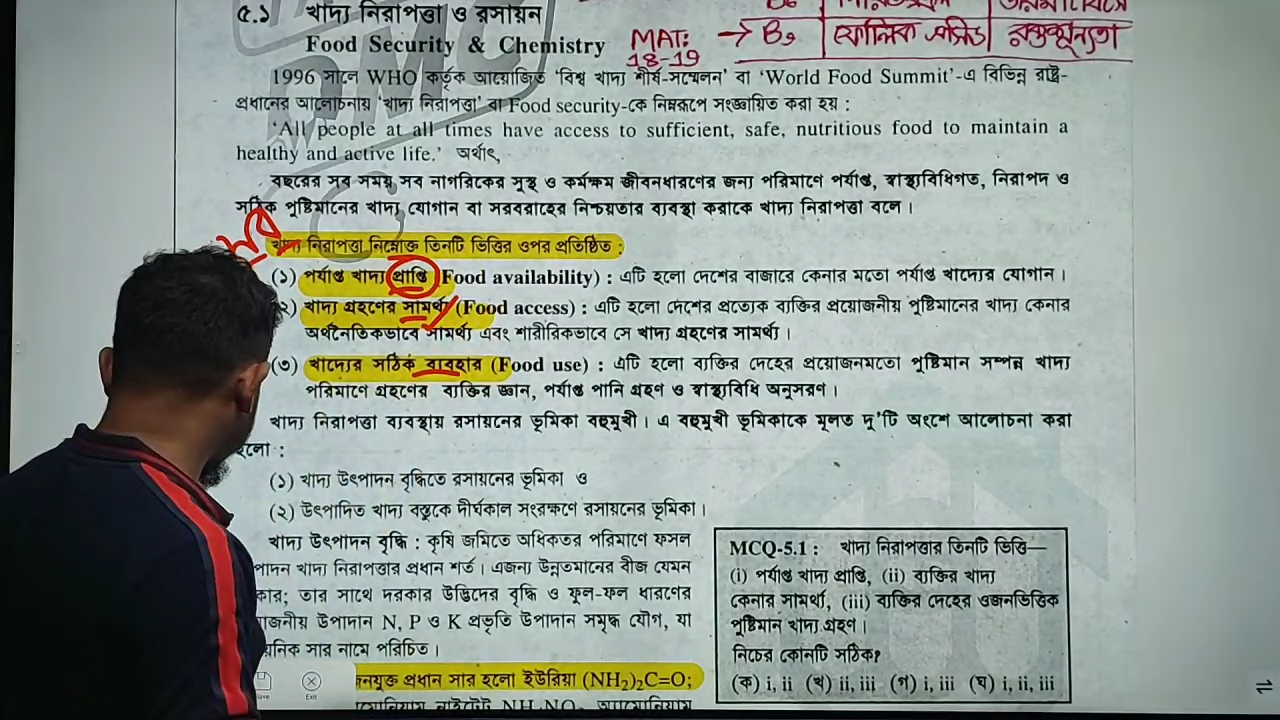 ৫.১ খাদ্য নিরাপত্তা ও রসায়ন
Food Security & Chemistry
MAT:
18-19
→ B9 ফোলিক এসিড রক্তশূন্যতা
1996 সালে WHO কর্তৃক আয়োজিত ‘বিশ্ব খাদ্য শীর্ষ-সম্মেলন’ বা ‘World Food Summit’-এ বিভিন্ন রাষ্ট্র-
প্রধানের আলোচনায় ‘খাদ্য নিরাপত্তা’ বা Food security-কে নিম্নরূপে সংজ্ঞায়িত করা হয় :
‘All people at all times have access to sufficient, safe, nutritious food to maintain a
healthy and active life.’ অর্থাৎ,
বছরের সব সময় সব নাগরিকের সুস্থ ও কর্মক্ষম জীবনধারণের জন্য পরিমাণে পর্যাপ্ত, স্বাস্থ্যবিধিগত, নিরাপদ ও
সঠিক পুষ্টিমানের খাদ্য যোগান বা সরবরাহের নিশ্চয়তার ব্যবস্থা করাকে খাদ্য নিরাপত্তা বলে।
খাদ্য নিরাপত্তা নিম্নোক্ত তিনটি ভিত্তির ওপর প্রতিষ্ঠিত :
(১) পর্যাপ্ত খাদ্য প্রাপ্তি (Food availability) : এটি হলো দেশের বাজারে কেনার মতো পর্যাপ্ত খাদ্যের যোগান।
২) খাদ্য গ্রহণের সামর্থ্য (Food access) : এটি হলো দেশের প্রত্যেক ব্যক্তির প্রয়োজনীয় পুষ্টিমানের খাদ্য কেনার
অর্থনৈতিকভাবে সামর্থ্য এবং শারীরিকভাবে সে খাদ্য গ্রহণের সামর্থ্য।
(৩) খাদ্যের সঠিক ব্যবহার (Food use) : এটি হলো ব্যক্তির দেহের প্রয়োজনমতো পুষ্টিমান সম্পন্ন খাদ্য
পরিমাণে গ্রহণের ব্যক্তির জ্ঞান, পর্যাপ্ত পানি গ্রহণ ও স্বাস্থ্যবিধি অনুসরণ।
খাদ্য নিরাপত্তা ব্যবস্থায় রসায়নের ভূমিকা বহুমুখী। এ বহুমুখী ভূমিকাকে মূলত দু’টি অংশে আলোচনা করা
হলো :
(১) খাদ্য উৎপাদন বৃদ্ধিতে রসায়নের ভূমিকা ও
(২) উৎপাদিত খাদ্য বস্তুকে দীর্ঘকাল সংরক্ষণে রসায়নের ভূমিকা।
খাদ্য উৎপাদন বৃদ্ধি : কৃষি জমিতে অধিকতর পরিমাণে ফসল
পাদন খাদ্য নিরাপত্তার প্রধান শর্ত। এজন্য উন্নতমানের বীজ যেমন
কার; তার সাথে দরকার উদ্ভিদের বৃদ্ধি ও ফুল-ফল ধারণের
াজনীয় উপাদান N, P ও K প্রভৃতি উপাদান সমৃদ্ধ যৌগ, যা
য়নিক সার নামে পরিচিত।
জনযুক্ত প্রধান সার হলো ইউরিয়া (NH2)2C=O;
MCQ-5.1 : খাদ্য নিরাপত্তার তিনটি ভিত্তি—
(i) পর্যাপ্ত খাদ্য প্রাপ্তি, (ii) ব্যক্তির খাদ্য
কেনার সামর্থ্য, (iii) ব্যক্তির দেহের ওজনভিত্তিক
পুষ্টিমান খাদ্য গ্রহণ।
নিচের কোনটি সঠিক?
(ক) i, ii (খ) ii, iii (গ) i, iii (ঘ) i, ii, iii
Save Exit